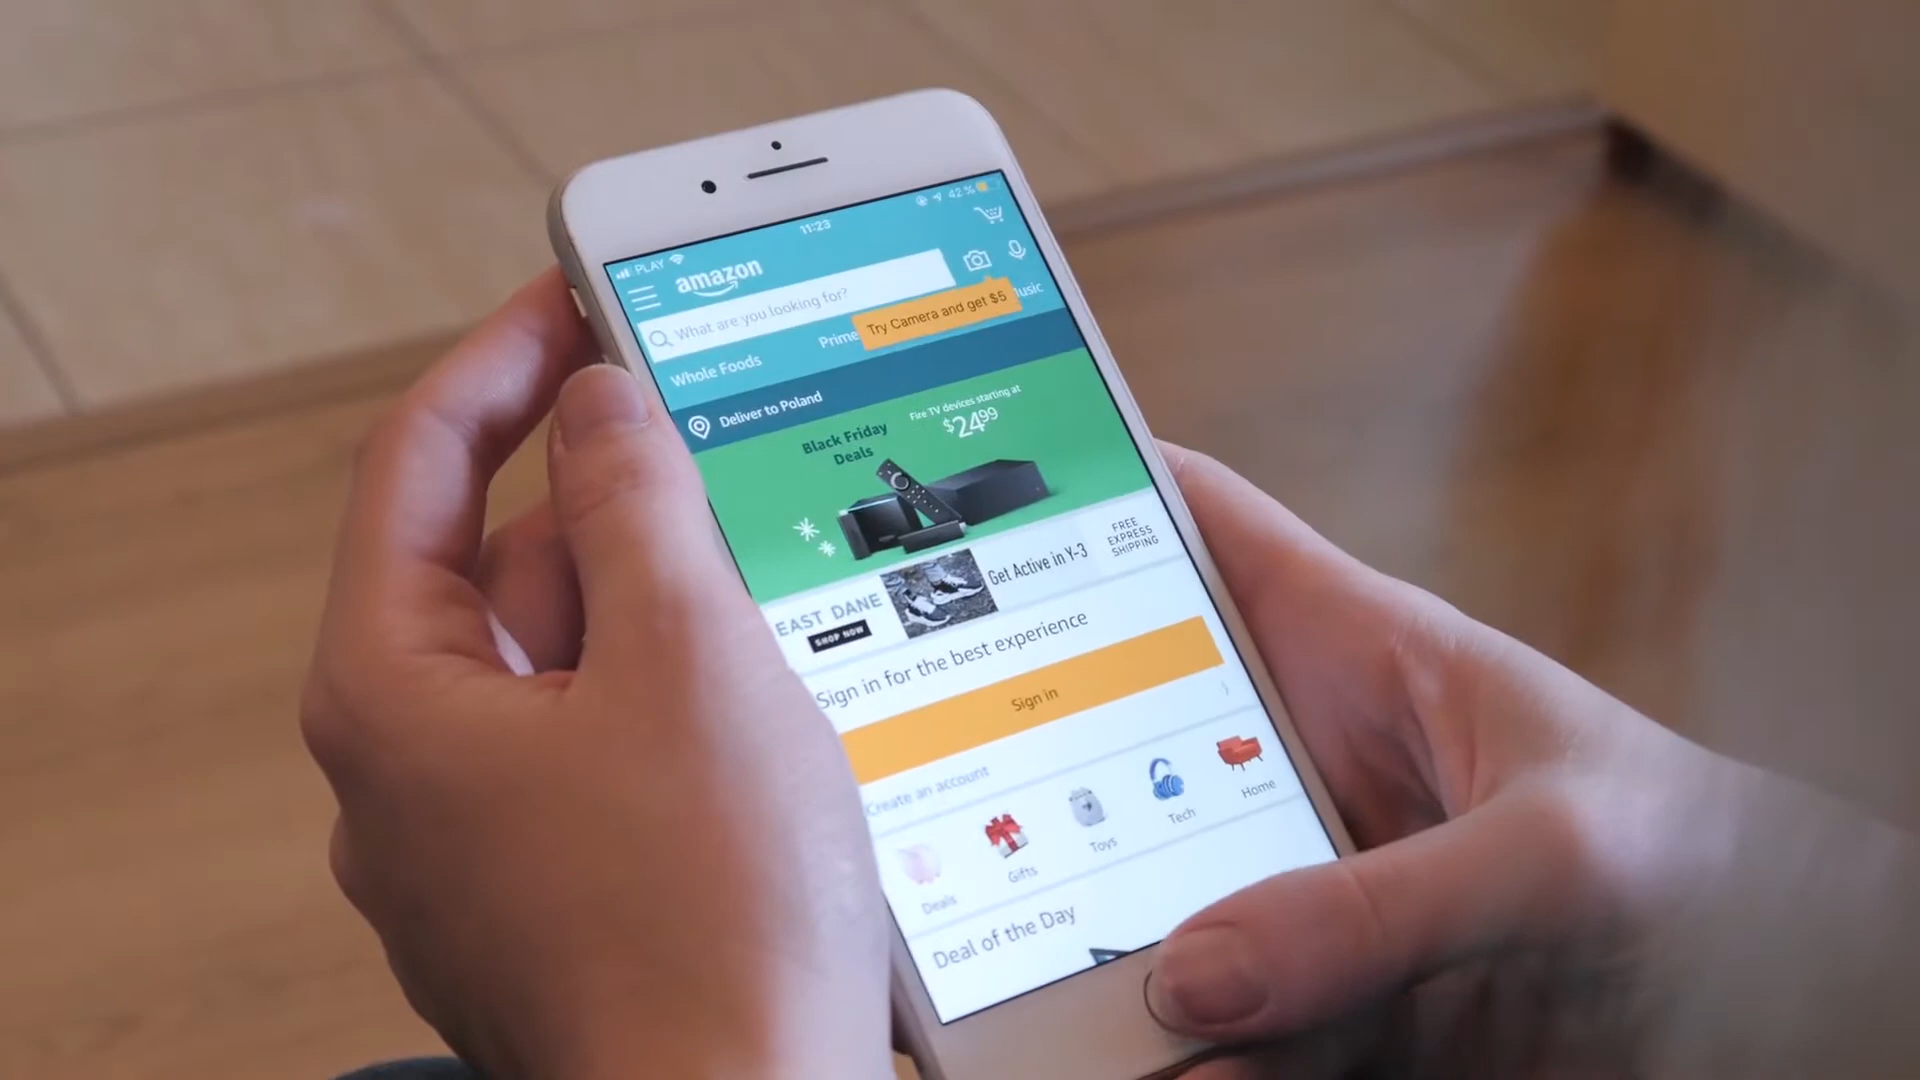 PLAY
11:23
42 %
amazon
What are you looking for?
Try Camera and get $5
Whole Foods
Prime
Music
Deliver to Poland
Black Friday
Deals
Fire TV devices starting at
$24.99
EAST DANE
SHOP NOW
Get Active in Y-3
FREE
EXPRESS
SHIPPING
Sign in for the best experience
Sign in
Create an account
Deals
Gifts
Toys
Tech
Home
Deal of the Day